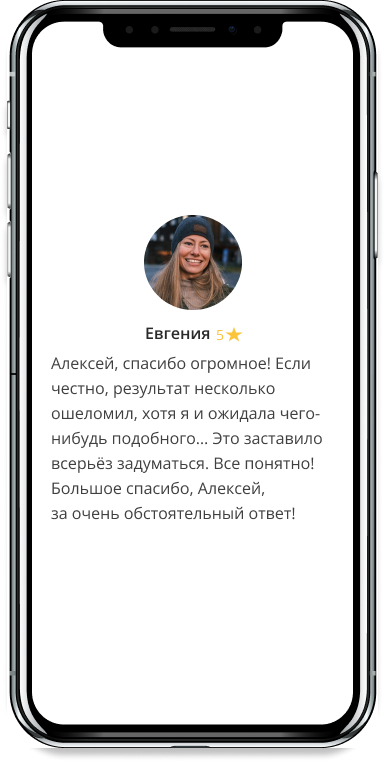 Евгения 5★
Алексей, спасибо огромное! Если
честно, результат несколько
ошеломил, хотя я и ожидала чего-
нибудь подобного... Это заставило
всерьёз задуматься. Все понятно!
Большое спасибо, Алексей,
за очень обстоятельный ответ!